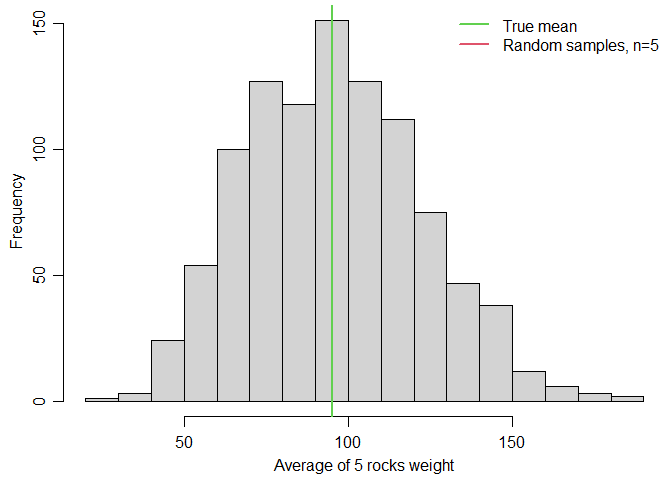 True mean
Random samples, n=5
Frequency
150
100
50
0
50 100 150
Average of 5 rocks weight